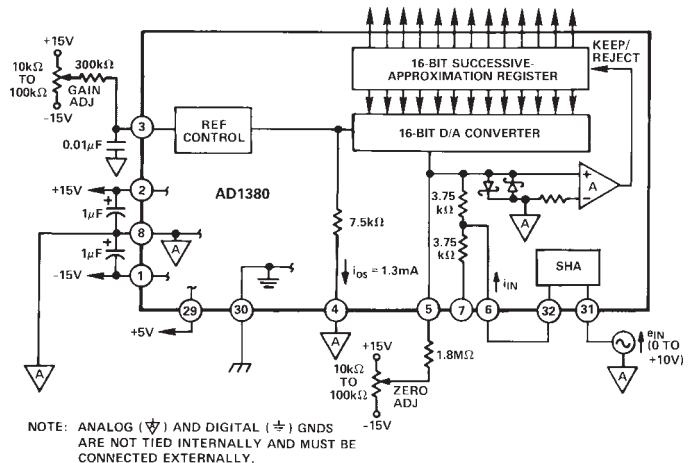 +15V
10kΩ
TO
100kΩ
-15V
300kΩ
GAIN
ADJ
0.01μF
3
REF
CONTROL
16-BIT SUCCESSIVE-
APPROXIMATION REGISTER
KEEP/
REJECT
16-BIT D/A CONVERTER
+15V
2
1μF
+
8
A
1μF
+
-15V
1
AD1380
7.5kΩ
iOS = 1.3mA
3.75
kΩ
3.75
kΩ
iIN
+
-
A
A
SHA
29
+5V
30
4
A
5
7
6
32
31
eIN
(0 TO
+10V)
A
A
+15V
10kΩ
TO
100kΩ
-15V
1.8MΩ
ZERO
ADJ
NOTE: ANALOG (A) AND DIGITAL (⏚) GNDS
ARE NOT TIED INTERNALLY AND MUST BE
CONNECTED EXTERNALLY.